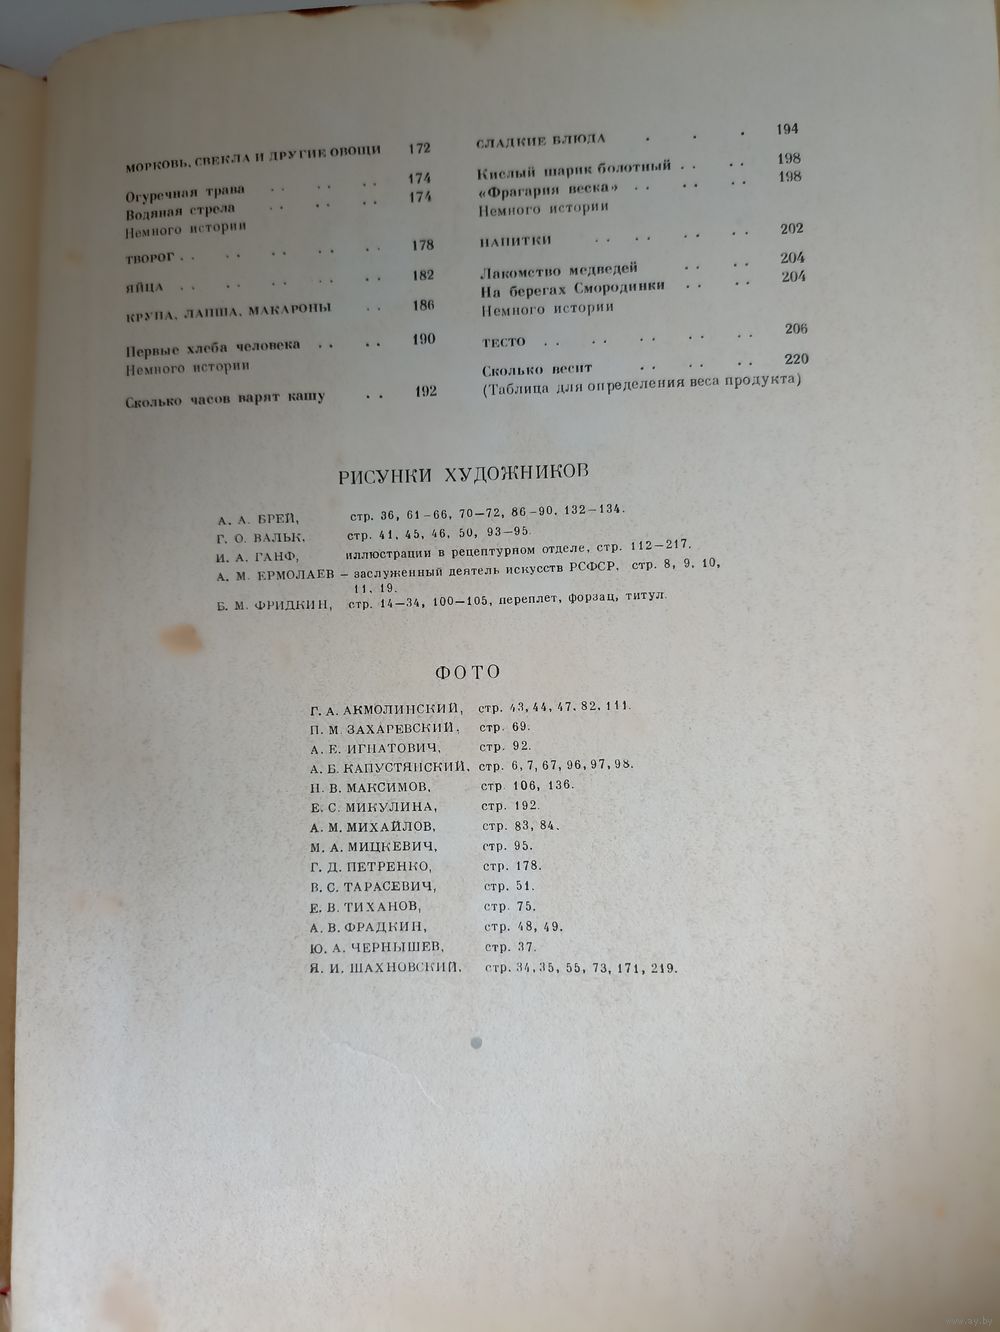 МОРКОВЬ, СВЕКЛА И ДРУГИЕ ОВОЩИ 172
Огуречная трава . . . . . . 174
Водяная стрела . . . . . . 174
Немного истории
ТВОРОГ . . . . . . . . . . 178
ЯЙЦА . . . . . . . . . . 182
КРУПА, ЛАПША, МАКАРОНЫ . . 186
Первые хлеба человека . . . . 190
Немного истории
Сколько часов варят кашу . . 192
СЛАДКИЕ БЛЮДА . . . 194
Кислый шарик болотный . . . . 198
«Фрагария веска» . . . . . . 198
Немного истории
НАПИТКИ . . . . . . . . 202
Лакомство медведей . . . . 204
На берегах Смородинки . . . . 204
Немного истории
ТЕСТО . . . . . . . . . . 206
Сколько весит . . . . . . 220
(Таблица для определения веса продукта)
РИСУНКИ ХУДОЖНИКОВ
А. А. БРЕЙ, стр. 36, 61—66, 70—72, 86—90, 132—134.
Г. О. ВАЛЬК, стр. 41, 45, 46, 50, 93—95.
И. А. ГАНФ, иллюстрации в рецептурном отделе, стр. 112—217.
А. М. ЕРМОЛАЕВ — заслуженный деятель искусств РСФСР, стр. 8, 9, 10,
11, 19.
Б. М. ФРИДКИН, стр. 14—34, 100—105, переплет, форзац, титул.
ФОТО
Г. А. АКМОЛИНСКИЙ, стр. 43, 44, 47, 82, 111.
П. М. ЗАХАРЕВСКИЙ, стр. 69.
А. Е. ИГНАТОВИЧ, стр. 92.
А. Б. КАПУСТЯНСКИЙ, стр. 6, 7, 67, 96, 97, 98.
Н. В. МАКСИМОВ, стр. 106, 136.
Е. С. МИКУЛИНА, стр. 192.
А. М. МИХАЙЛОВ, стр. 83, 84.
М. А. МИЦКЕВИЧ, стр. 95.
Г. Д. ПЕТРЕНКО, стр. 178.
В. С. ТАРАСЕВИЧ, стр. 51.
Е. В. ТИХАНОВ, стр. 75.
А. В. ФРАДКИН, стр. 48, 49.
Ю. А. ЧЕРНЫШЕВ, стр. 37.
Я. И. ШАХНОВСКИЙ, стр. 34, 35, 55, 73, 171, 219.
www.ay.by